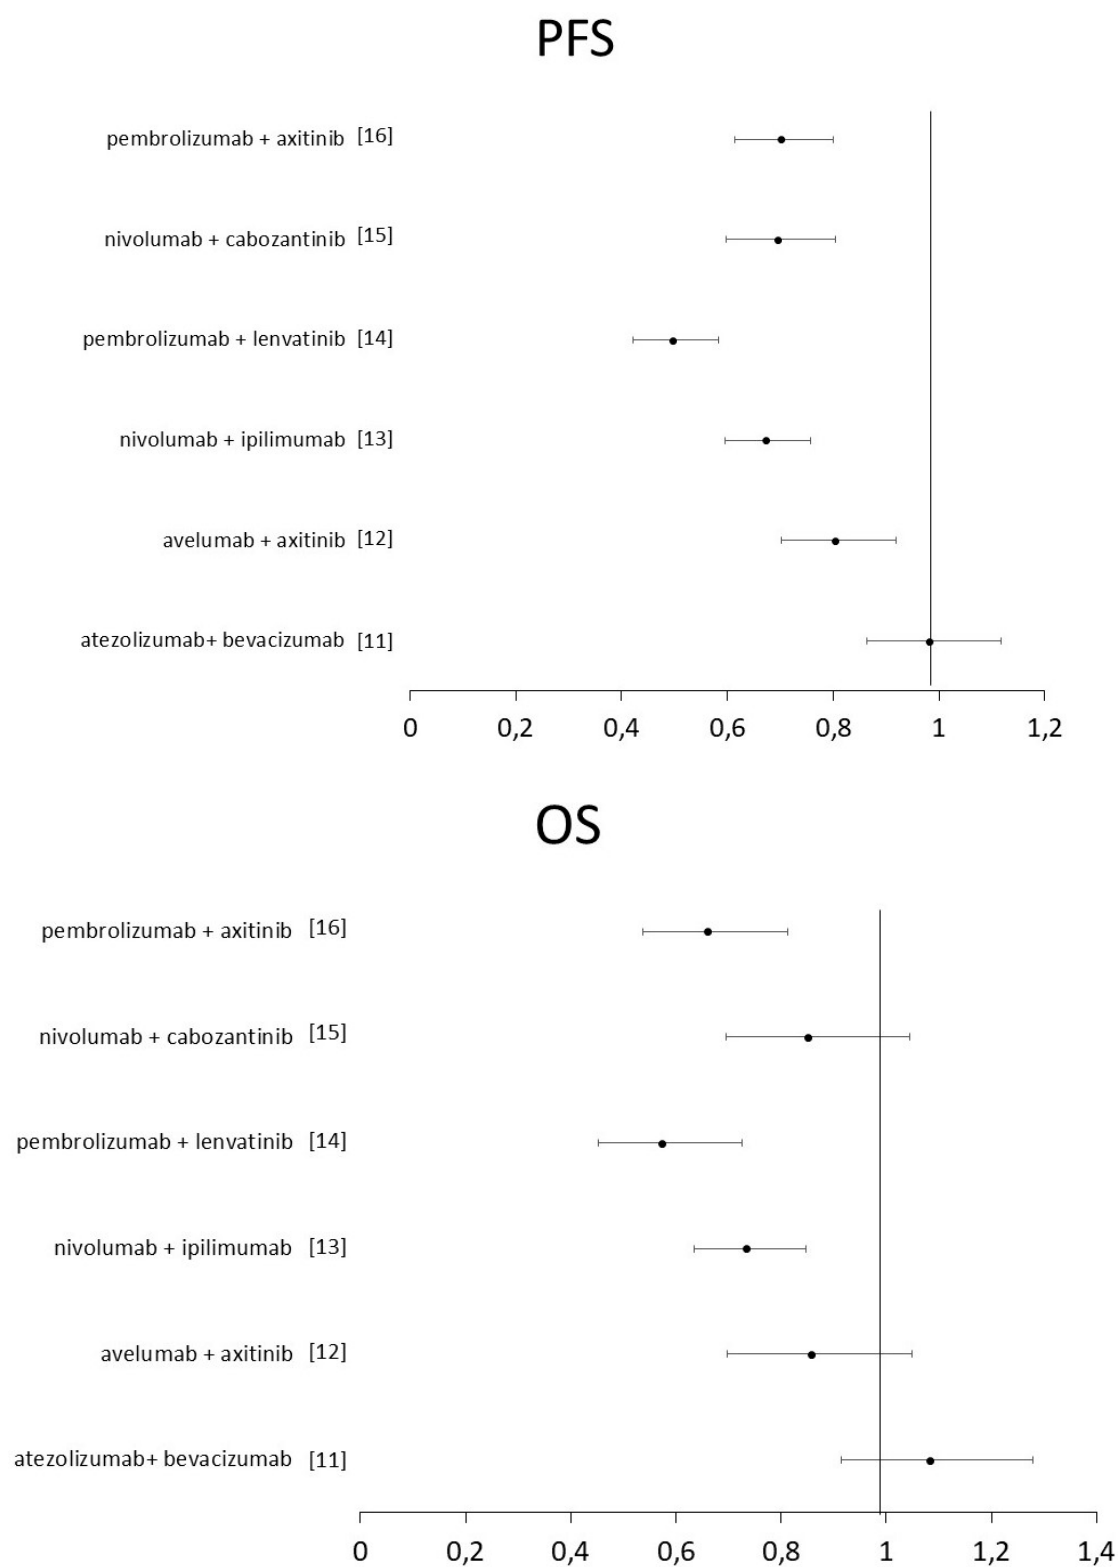 PFS
pembrolizumab + axitinib [16]
nivolumab + cabozantinib [15]
pembrolizumab + lenvatinib [14]
nivolumab + ipilimumab [13]
avelumab + axitinib [12]
atezolizumab+ bevacizumab [11]
0 0,2 0,4 0,6 0,8 1 1,2
OS
pembrolizumab + axitinib [16]
nivolumab + cabozantinib [15]
pembrolizumab + lenvatinib [14]
nivolumab + ipilimumab [13]
avelumab + axitinib [12]
atezolizumab+ bevacizumab [11]
0 0,2 0,4 0,6 0,8 1 1,2 1,4